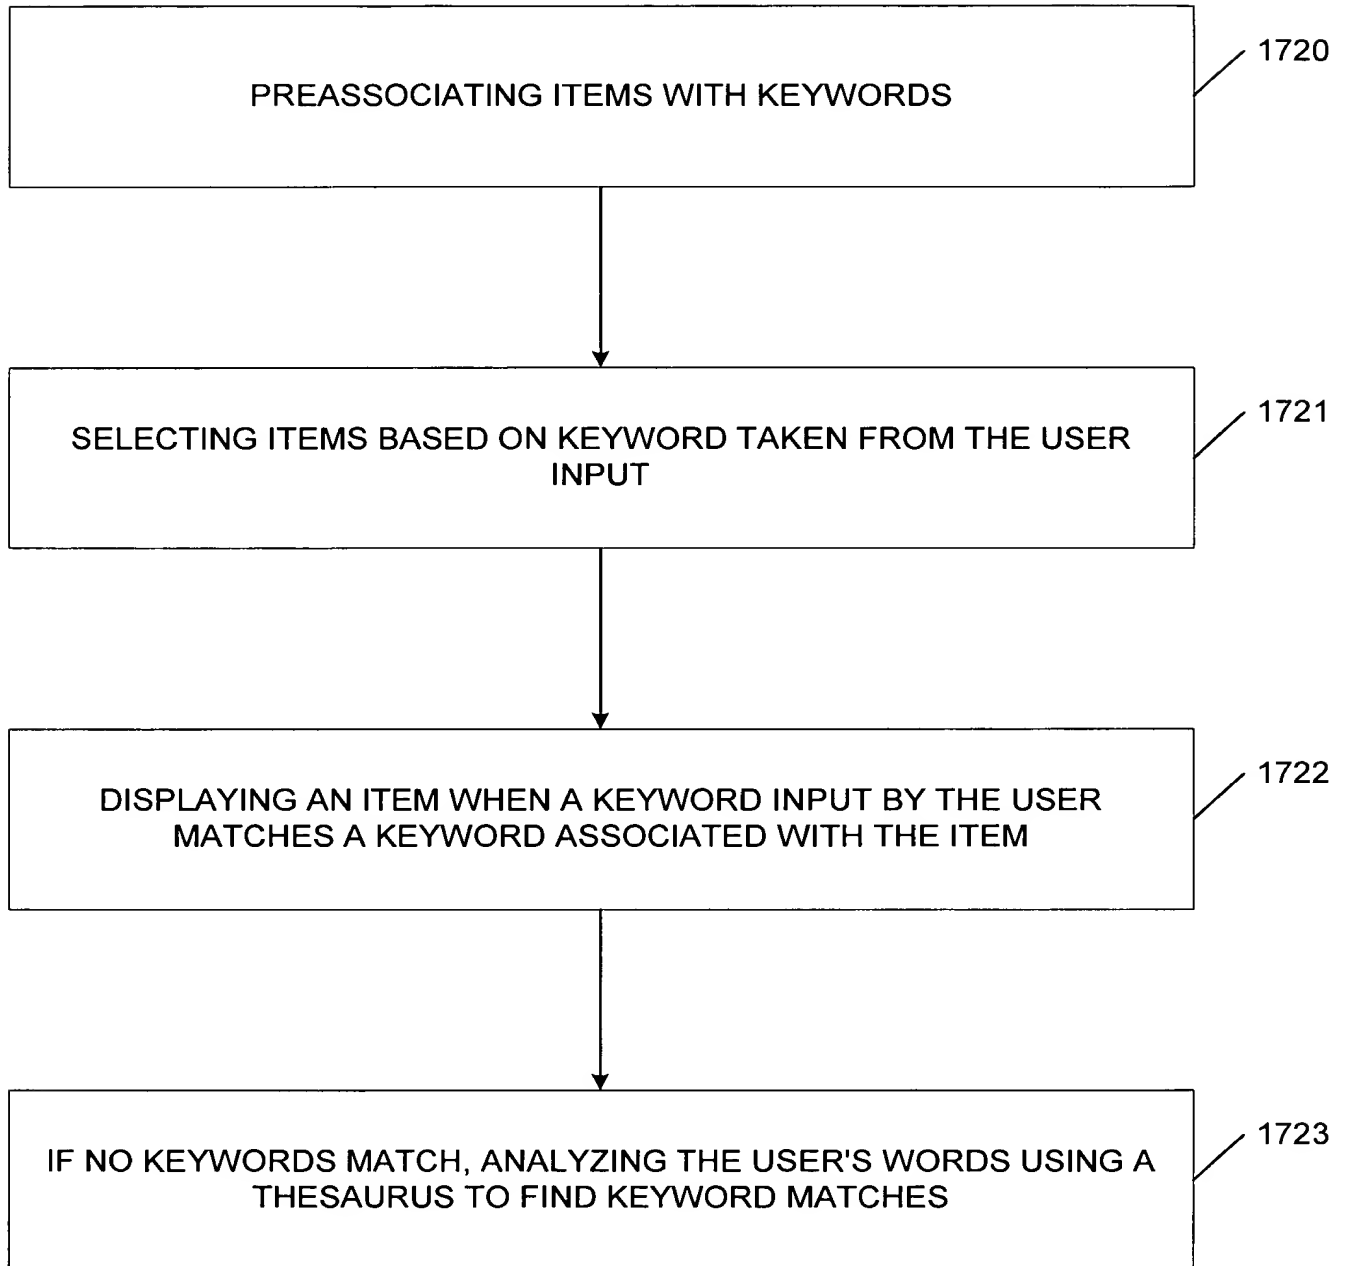 PREASSOCIATING ITEMS WITH KEYWORDS
1720
SELECTING ITEMS BASED ON KEYWORD TAKEN FROM THE USER
INPUT
1721
DISPLAYING AN ITEM WHEN A KEYWORD INPUT BY THE USER
MATCHES A KEYWORD ASSOCIATED WITH THE ITEM
1722
IF NO KEYWORDS MATCH, ANALYZING THE USER'S WORDS USING A
THESAURUS TO FIND KEYWORD MATCHES
1723